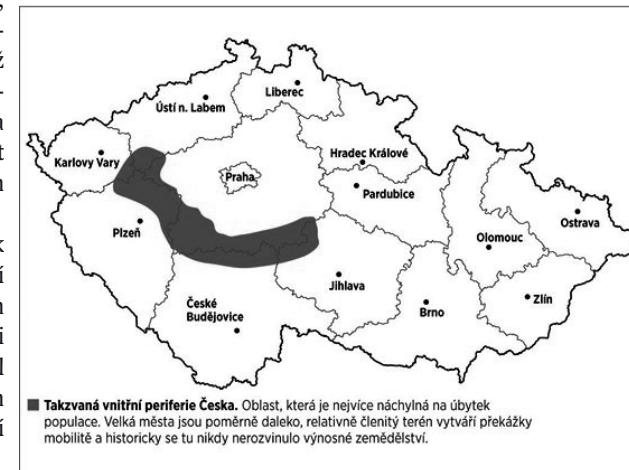 Liberec
Ústí n. Labem
Karlovy Vary
Hradec Králové
Praha
Pardubice
Plzeň
Ostrava
Olomouc
Jihlava
České
Budějovice
Brno
Zlín
Takzvaná vnitřní periferie Česka. Oblast, která je nejvíce náchylná na úbytek
populace. Velká města jsou poměrně daleko, relativně členitý terén vytváří překážky
mobilitě a historicky se tu nikdy nerozvinulo výnosné zemědělství.